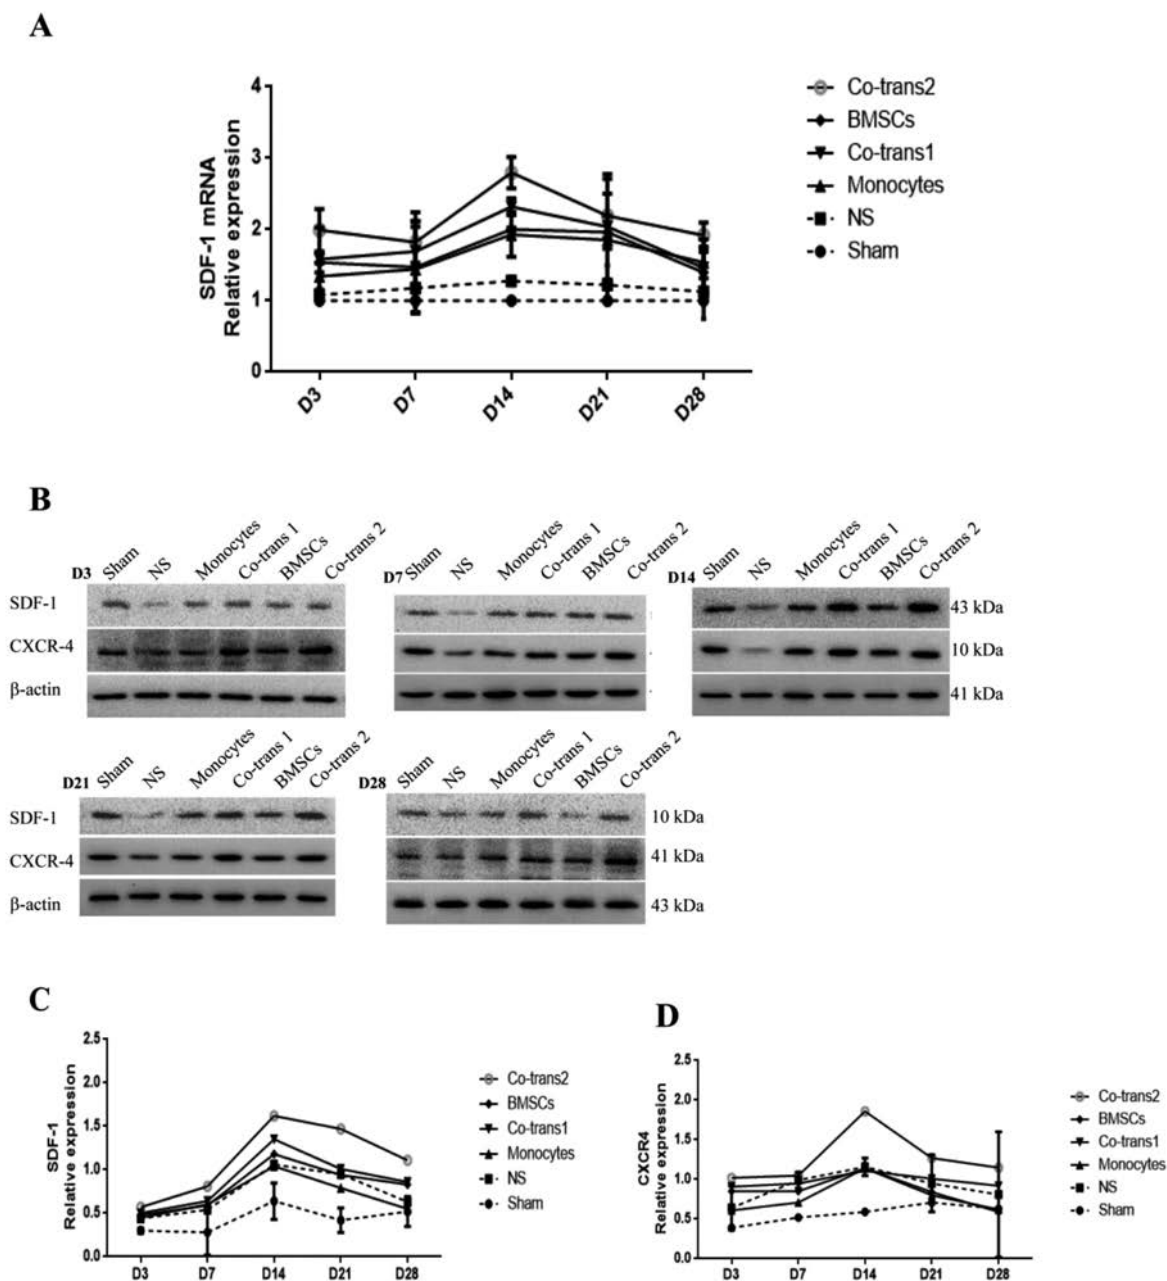 A
SDF-1 mRNA
Relative expression
4
3
2
1
0
D3
D7
D14
D21
D28
Co-trans2
BMSCs
Co-trans1
Monocytes
NS
Sham
B
D3 Sham NS Monocytes Co-trans 1 BMSCs Co-trans 2
D7 Sham NS Monocytes Co-trans 1 BMSCs Co-trans 2
D14 Sham NS Monocytes Co-trans 1 BMSCs Co-trans 2
SDF-1
43 kDa
CXCR-4
10 kDa
β-actin
41 kDa
D21 Sham NS Monocytes Co-trans 1 BMSCs Co-trans 2
D28 Sham NS Monocytes Co-trans 1 BMSCs Co-trans 2
SDF-1
10 kDa
CXCR-4
41 kDa
β-actin
43 kDa
C
SDF-1
Relative expression
2.5
2.0
1.5
1.0
0.5
0.0
D3
D7
D14
D21
D28
Co-trans2
BMSCs
Co-trans1
Monocytes
NS
Sham
D
CXCR4
Relative expression
2.5
2.0
1.5
1.0
0.5
0.0
D3
D7
D14
D21
D28
Co-trans2
BMSCs
Co-trans1
Monocytes
NS
Sham